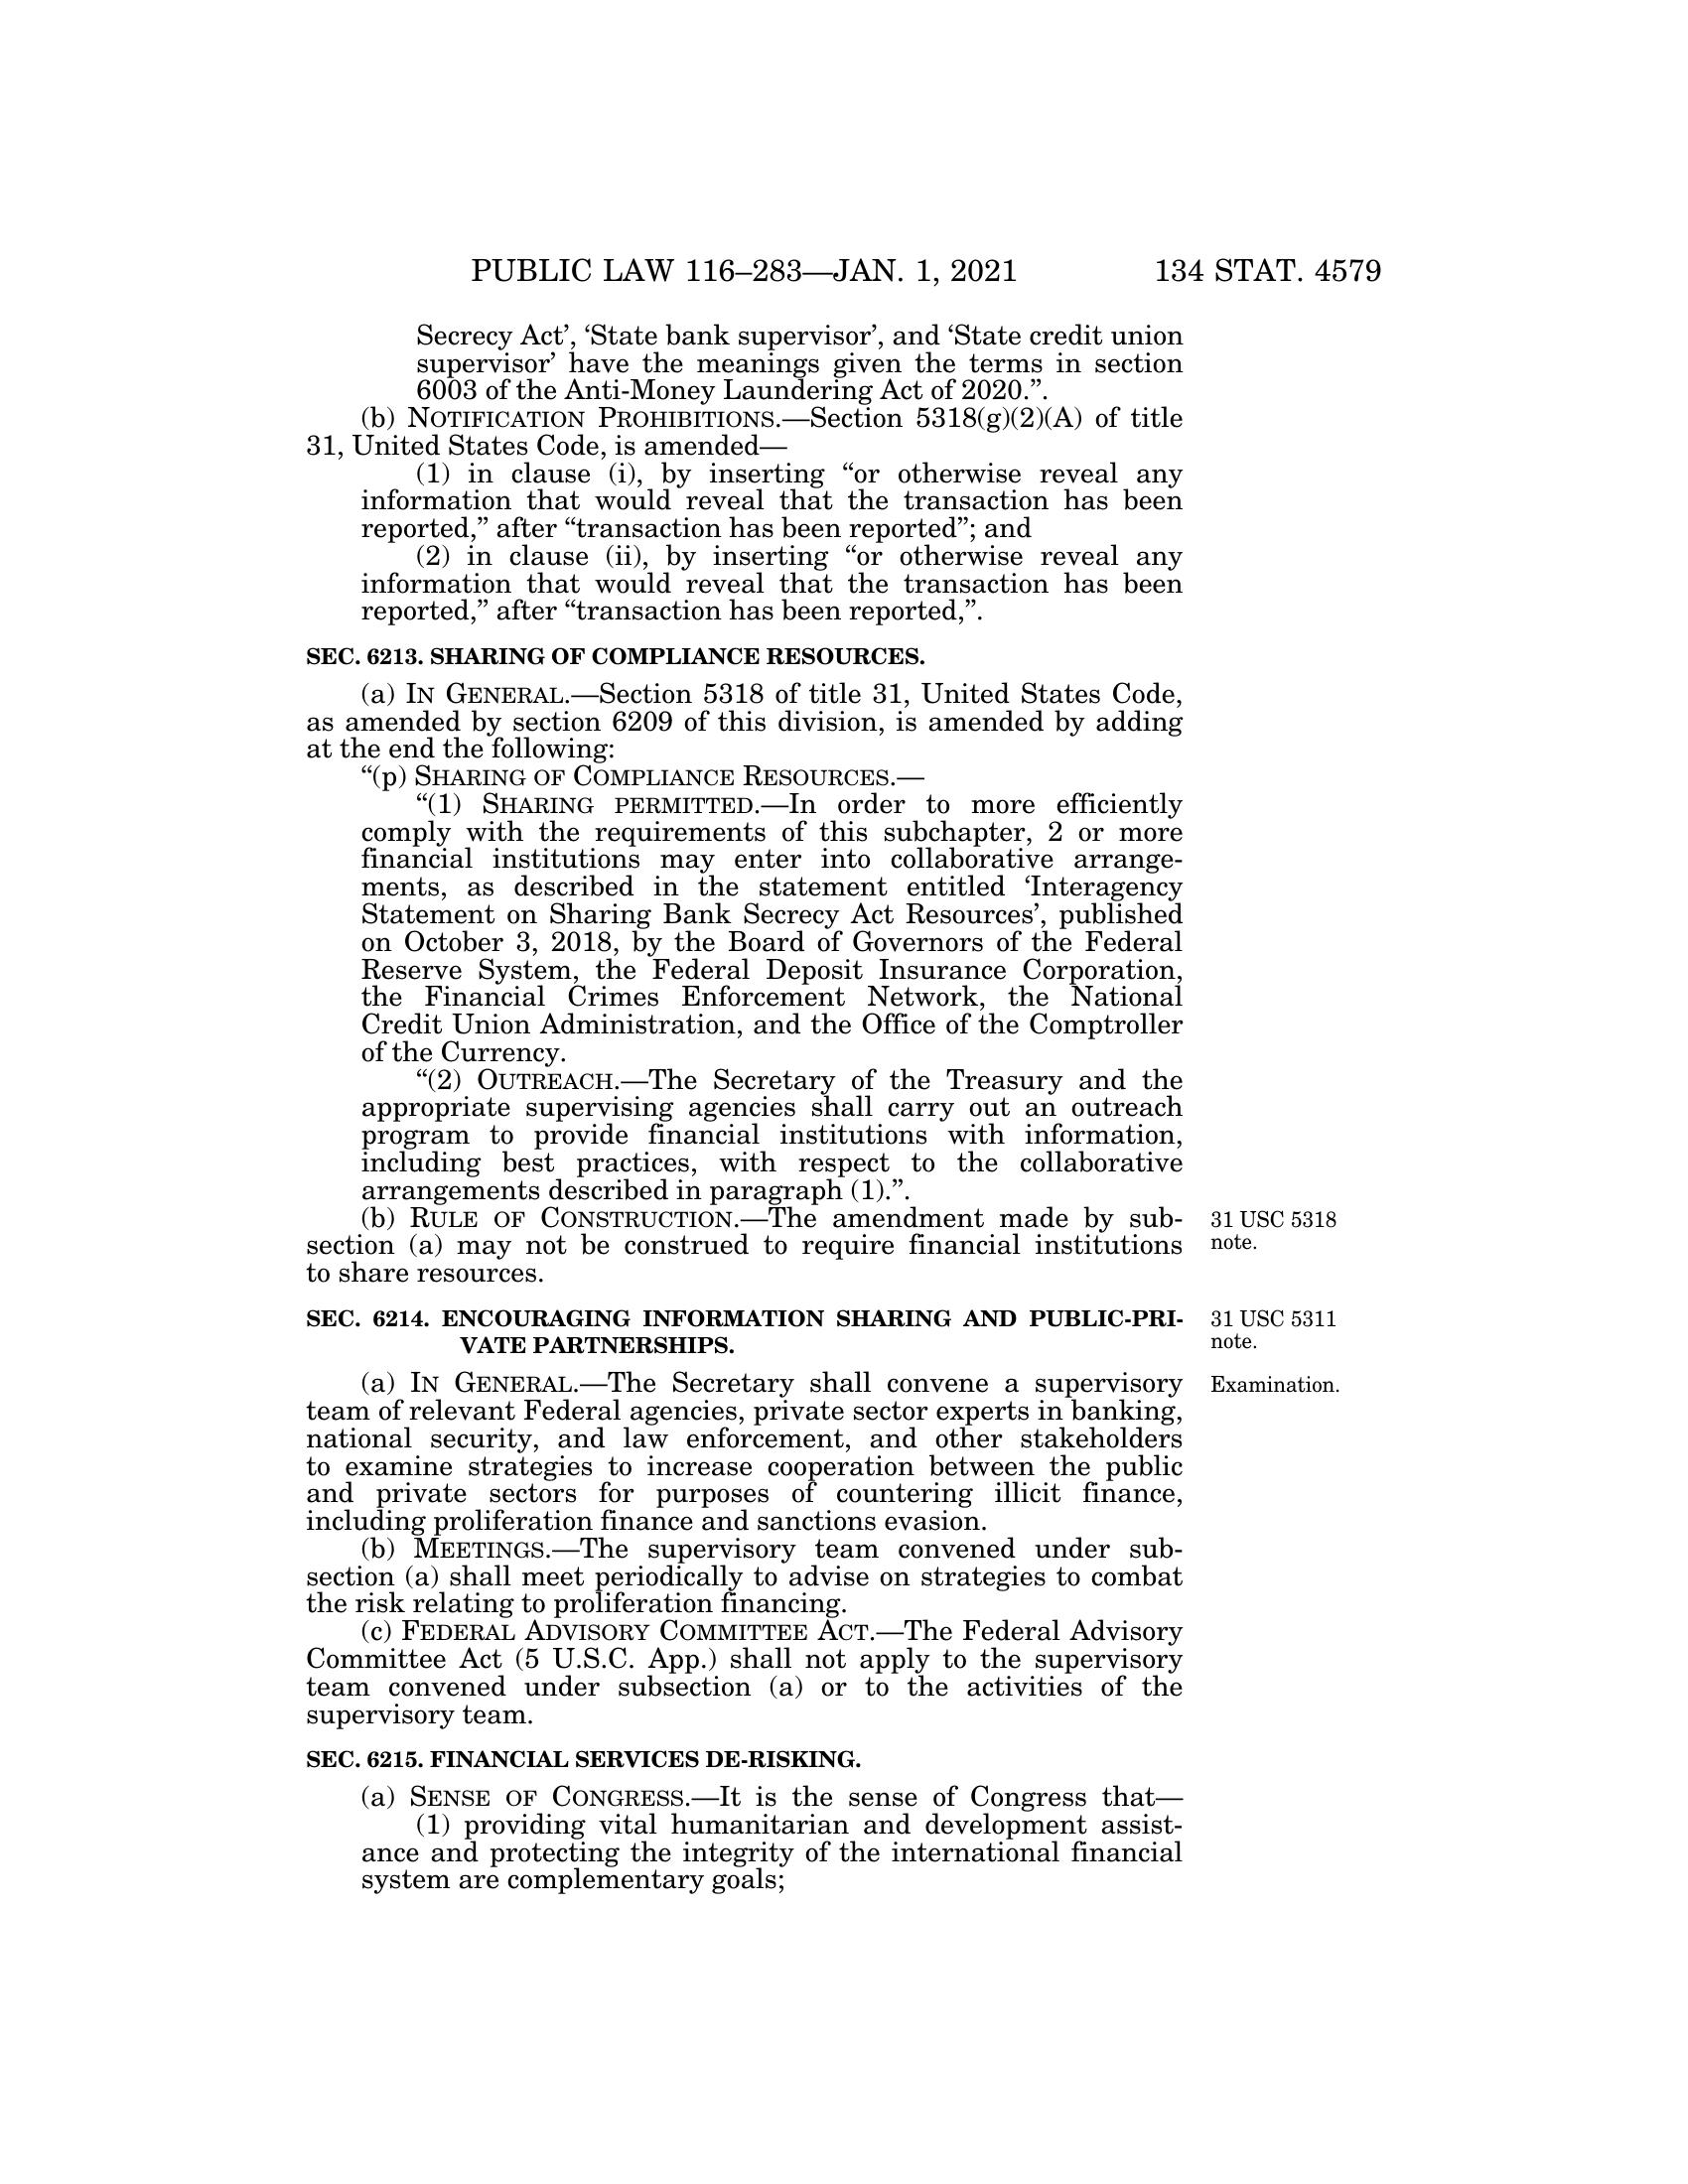 PUBLIC LAW 116–283—JAN. 1, 2021 134 STAT. 4579
Secrecy Act’, ‘State bank supervisor’, and ‘State credit union
supervisor’ have the meanings given the terms in section
6003 of the Anti-Money Laundering Act of 2020.”.
(b) NOTIFICATION PROHIBITIONS.—Section 5318(g)(2)(A) of title
31, United States Code, is amended—
(1) in clause (i), by inserting “or otherwise reveal any
information that would reveal that the transaction has been
reported,” after “transaction has been reported”; and
(2) in clause (ii), by inserting “or otherwise reveal any
information that would reveal that the transaction has been
reported,” after “transaction has been reported,”.
SEC. 6213. SHARING OF COMPLIANCE RESOURCES.
(a) IN GENERAL.—Section 5318 of title 31, United States Code,
as amended by section 6209 of this division, is amended by adding
at the end the following:
“(p) SHARING OF COMPLIANCE RESOURCES.—
“(1) SHARING PERMITTED.—In order to more efficiently
comply with the requirements of this subchapter, 2 or more
financial institutions may enter into collaborative arrange-
ments, as described in the statement entitled ‘Interagency
Statement on Sharing Bank Secrecy Act Resources’, published
on October 3, 2018, by the Board of Governors of the Federal
Reserve System, the Federal Deposit Insurance Corporation,
the Financial Crimes Enforcement Network, the National
Credit Union Administration, and the Office of the Comptroller
of the Currency.
“(2) OUTREACH.—The Secretary of the Treasury and the
appropriate supervising agencies shall carry out an outreach
program to provide financial institutions with information,
including best practices, with respect to the collaborative
arrangements described in paragraph (1).”.
(b) RULE OF CONSTRUCTION.—The amendment made by sub-
section (a) may not be construed to require financial institutions
to share resources.
31 USC 5318
note.
SEC. 6214. ENCOURAGING INFORMATION SHARING AND PUBLIC-PRI-
VATE PARTNERSHIPS.
31 USC 5311
note.
(a) IN GENERAL.—The Secretary shall convene a supervisory
team of relevant Federal agencies, private sector experts in banking,
national security, and law enforcement, and other stakeholders
to examine strategies to increase cooperation between the public
and private sectors for purposes of countering illicit finance,
including proliferation finance and sanctions evasion.
Examination.
(b) MEETINGS.—The supervisory team convened under sub-
section (a) shall meet periodically to advise on strategies to combat
the risk relating to proliferation financing.
(c) FEDERAL ADVISORY COMMITTEE ACT.—The Federal Advisory
Committee Act (5 U.S.C. App.) shall not apply to the supervisory
team convened under subsection (a) or to the activities of the
supervisory team.
SEC. 6215. FINANCIAL SERVICES DE-RISKING.
(a) SENSE OF CONGRESS.—It is the sense of Congress that—
(1) providing vital humanitarian and development assist-
ance and protecting the integrity of the international financial
system are complementary goals;